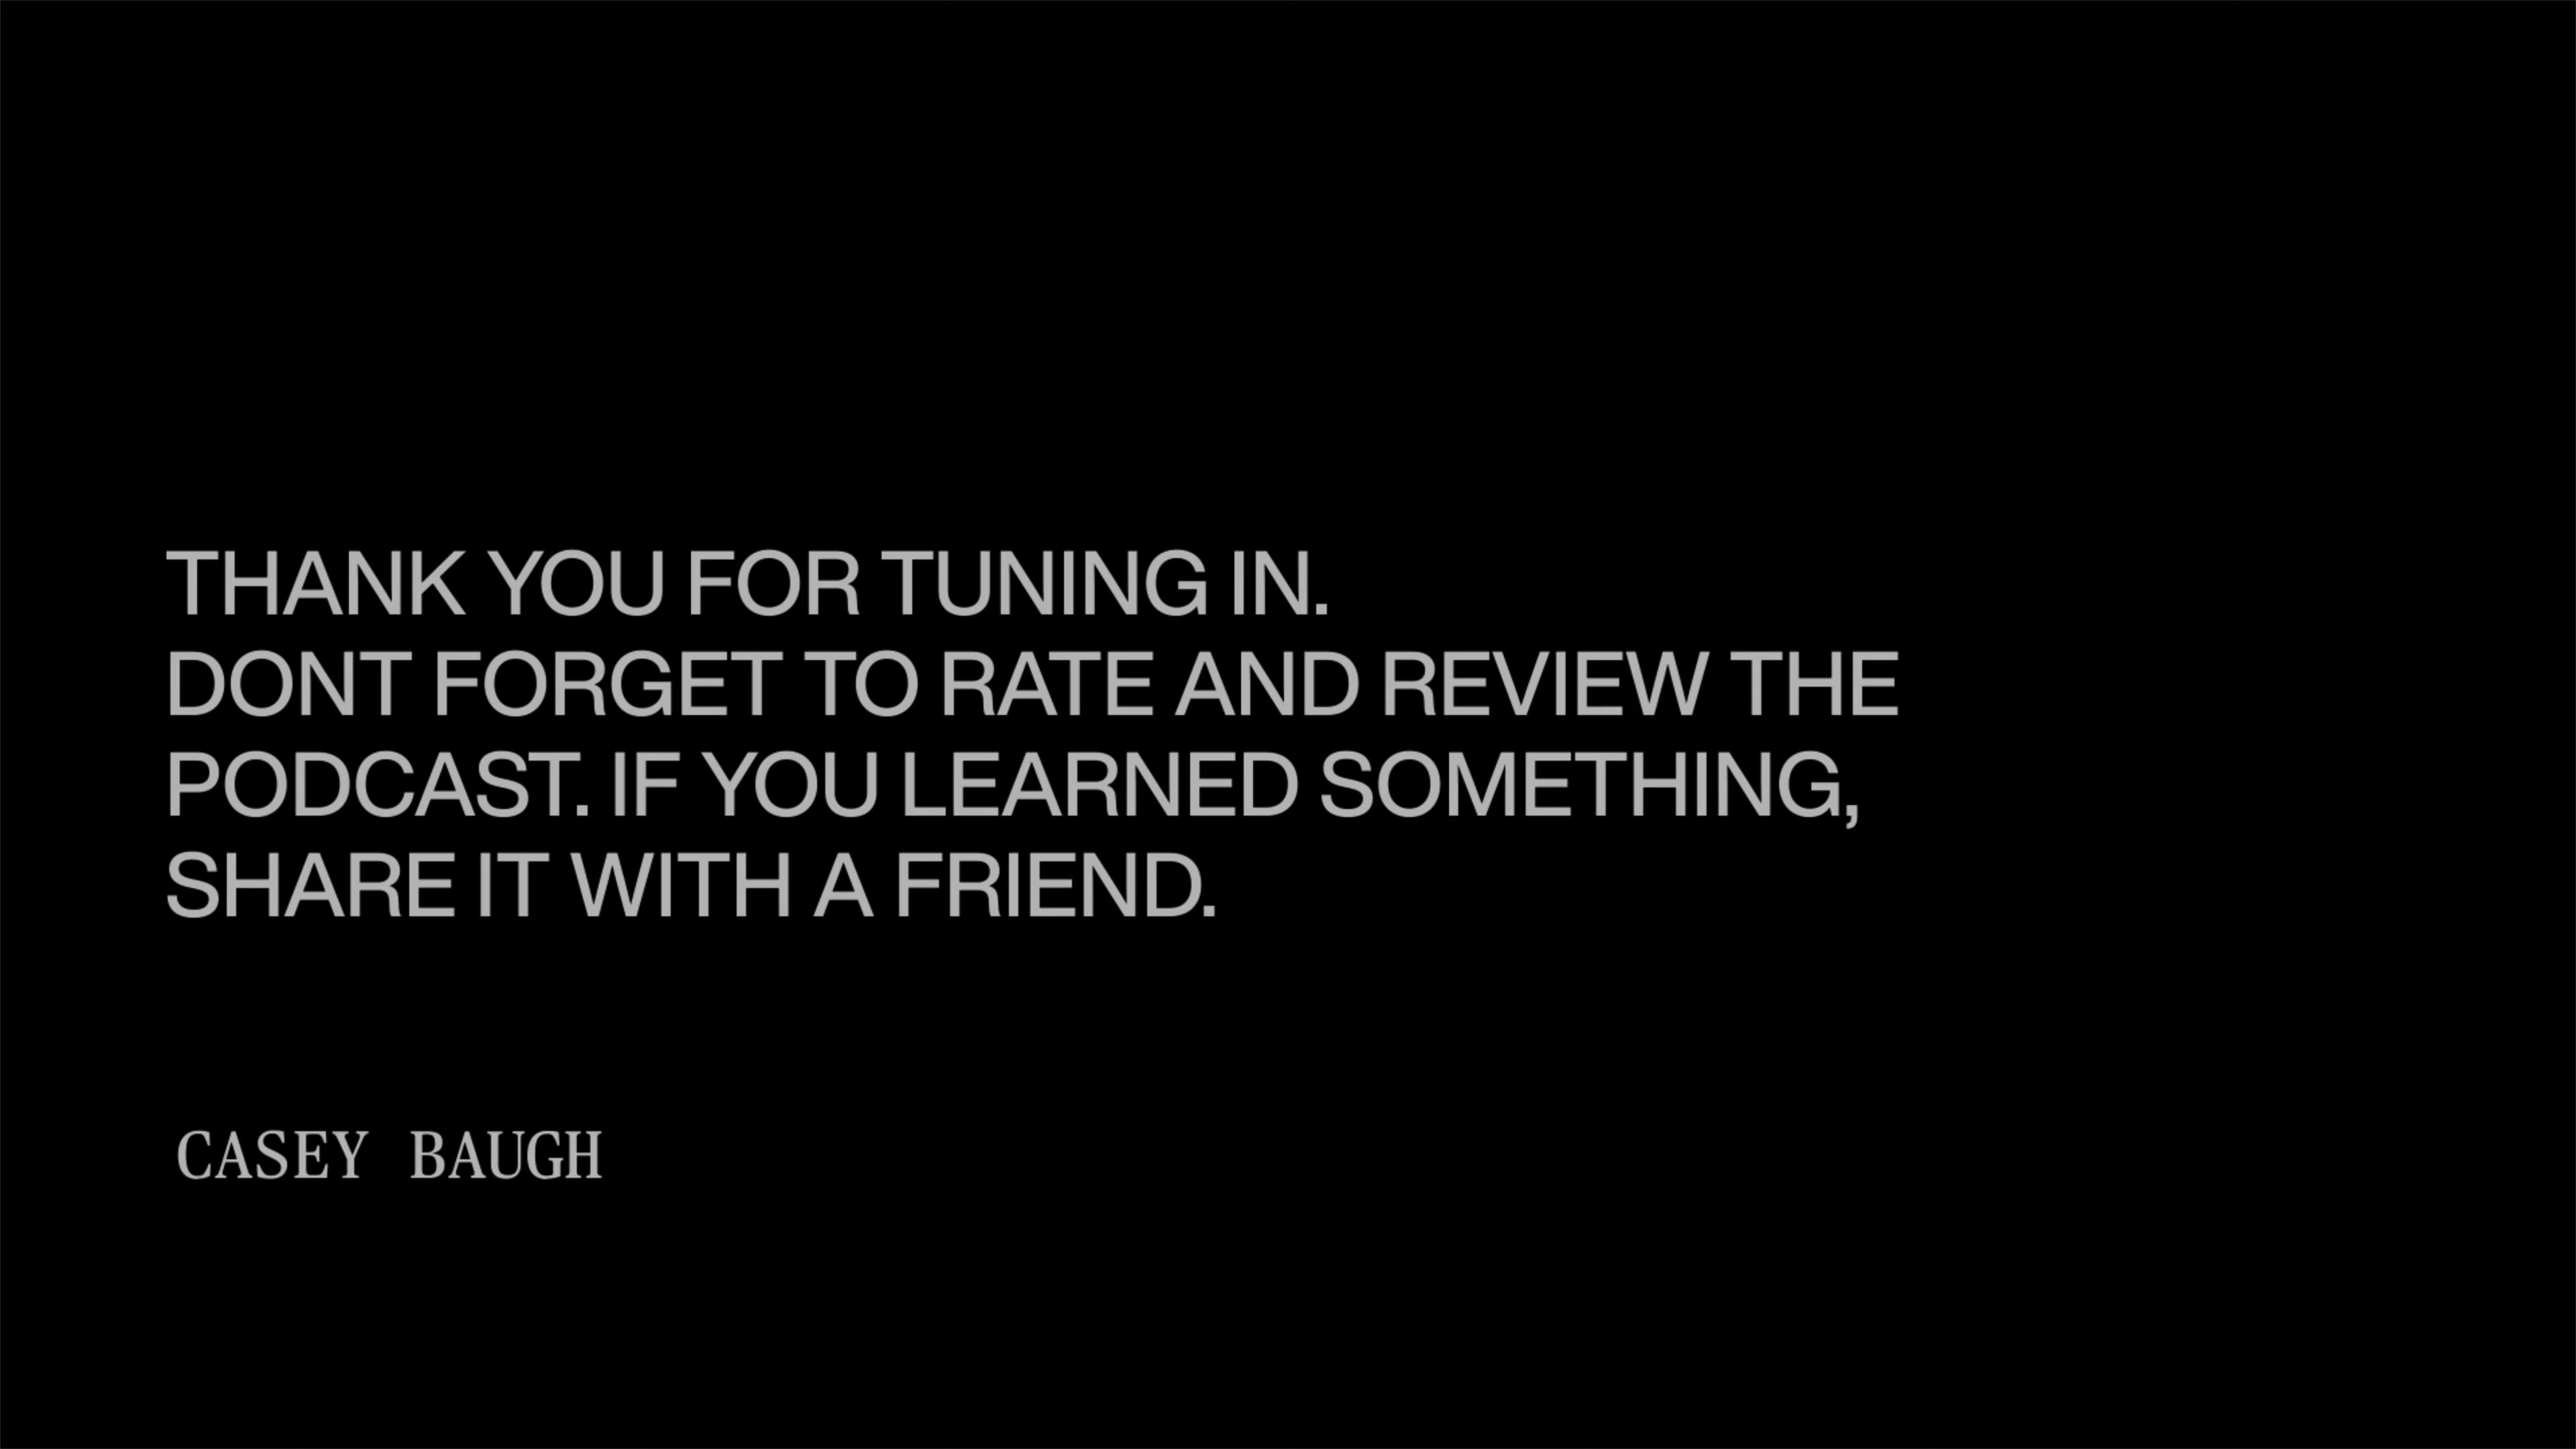 THANK YOU FOR TUNING IN.
DONT FORGET TO RATE AND REVIEW THE
PODCAST. IF YOU LEARNED SOMETHING,
SHARE IT WITH A FRIEND.
CASEY BAUGH